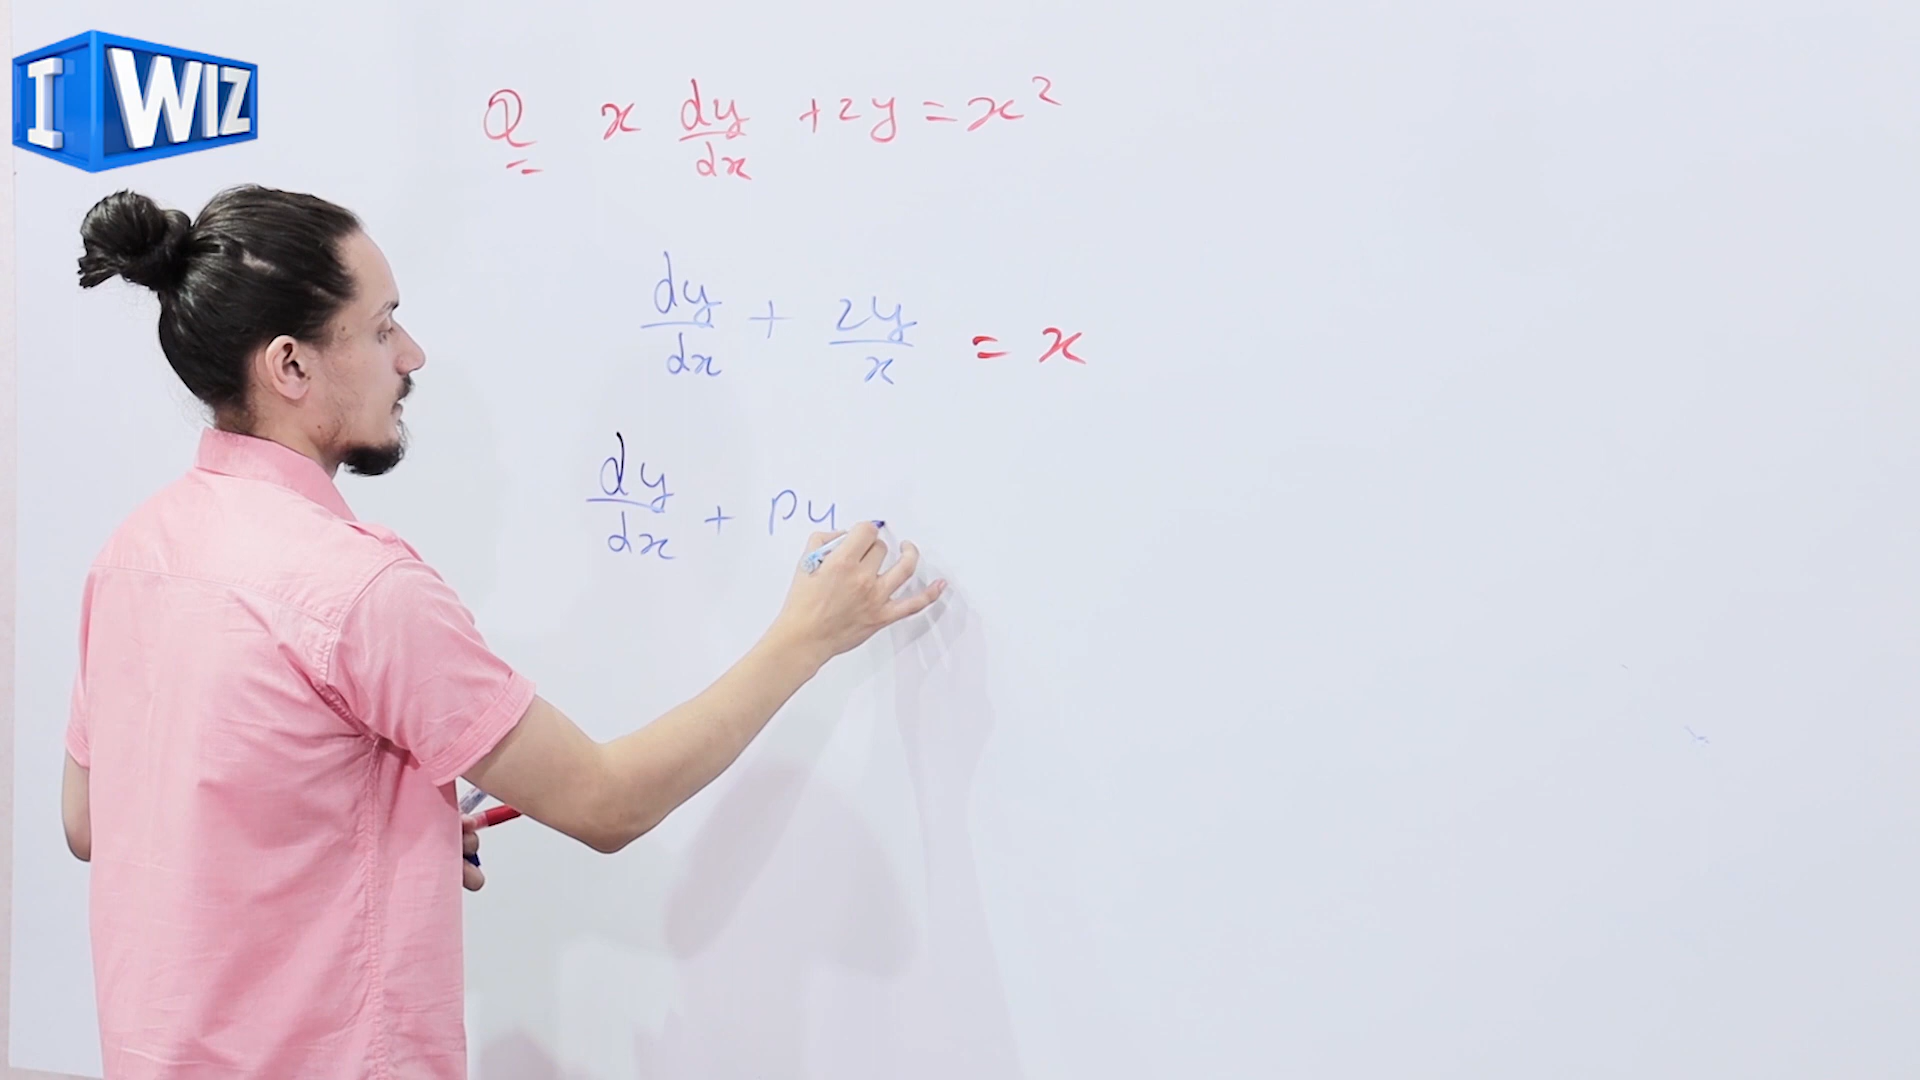 I WIZ
Q x dy/dx + 2y = x²
dy/dx + 2y/x = x
dy/dx + Py